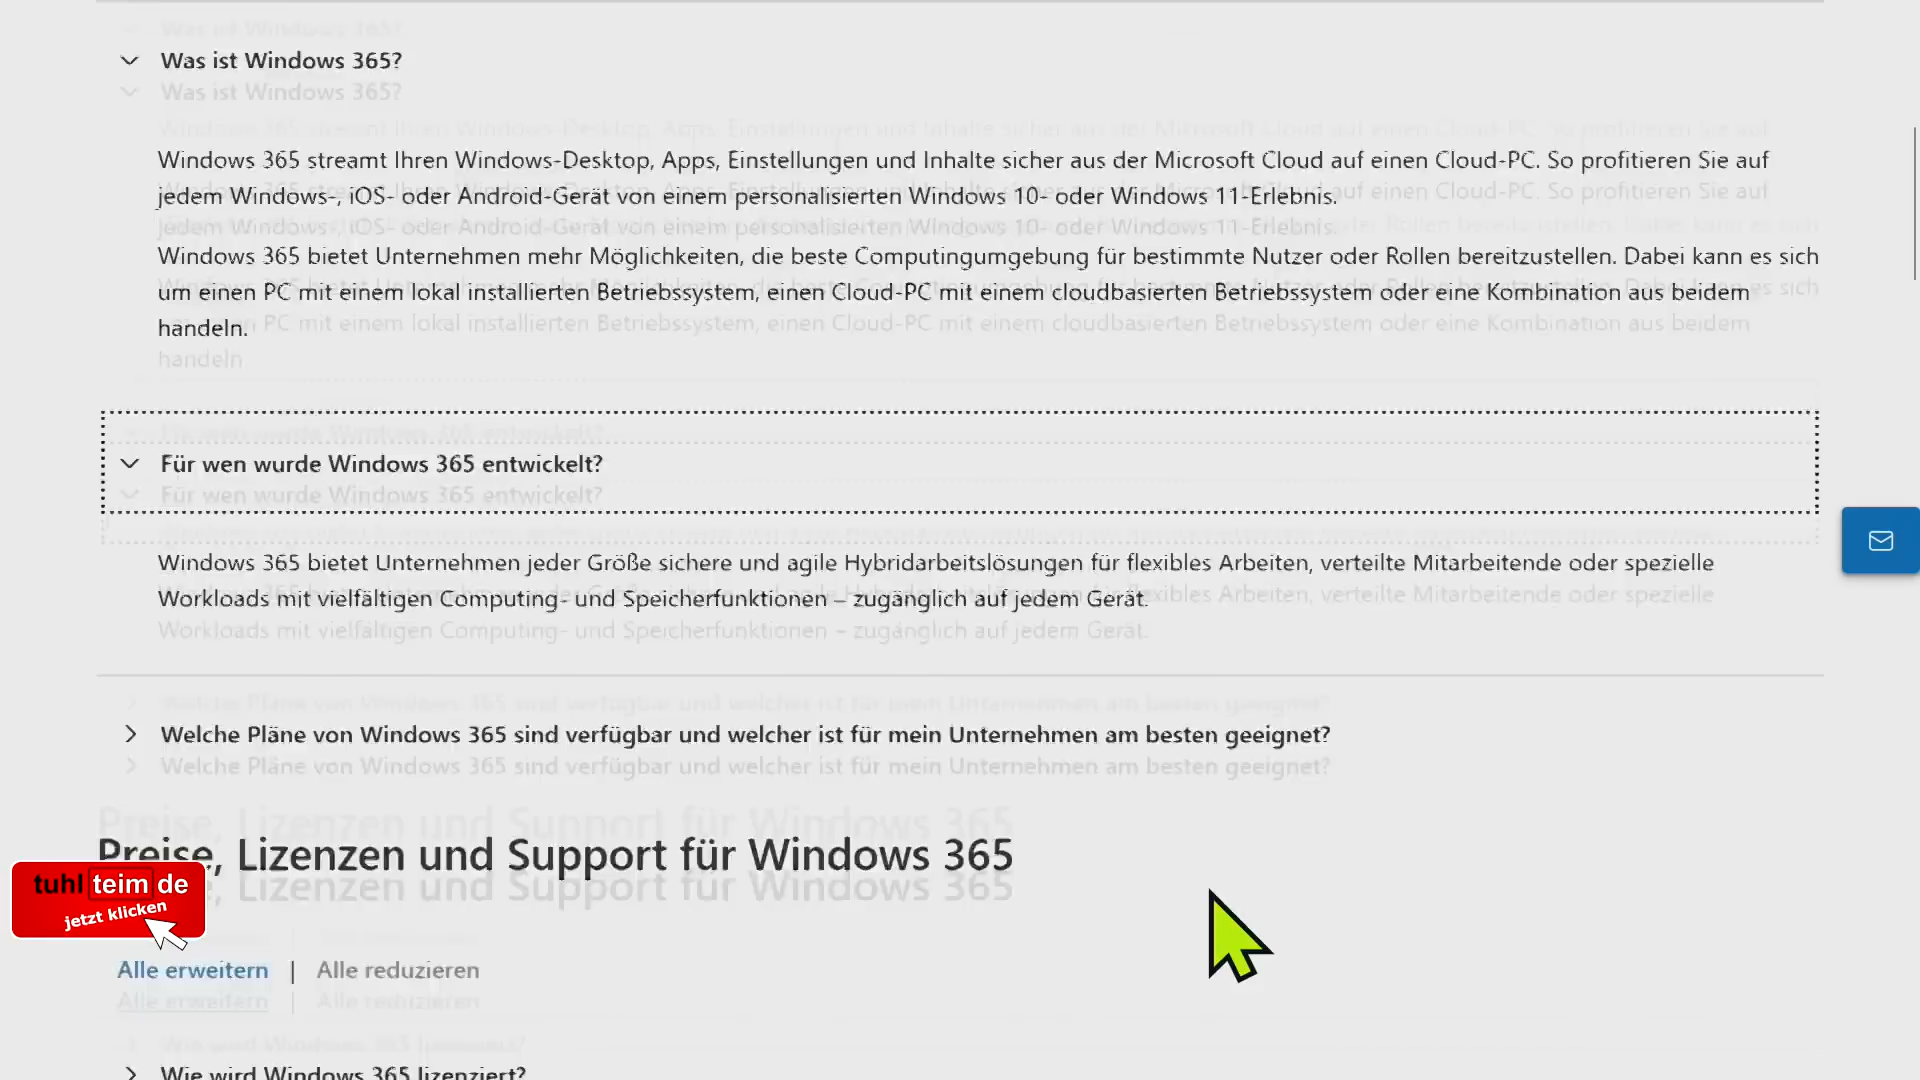 Was ist Windows 365?
Windows 365 streamt Ihren Windows-Desktop, Apps, Einstellungen und Inhalte sicher aus der Microsoft Cloud auf einen Cloud-PC. So profitieren Sie auf
jedem Windows-, iOS- oder Android-Gerät von einem personalisierten Windows 10- oder Windows 11-Erlebnis.
Windows 365 bietet Unternehmen mehr Möglichkeiten, die beste Computingumgebung für bestimmte Nutzer oder Rollen bereitzustellen. Dabei kann es sich
um einen PC mit einem lokal installierten Betriebssystem, einen Cloud-PC mit einem cloudbasierten Betriebssystem oder eine Kombination aus beidem
handeln.
Für wen wurde Windows 365 entwickelt?
Windows 365 bietet Unternehmen jeder Größe sichere und agile Hybridarbeitslösungen für flexibles Arbeiten, verteilte Mitarbeitende oder spezielle
Workloads mit vielfältigen Computing- und Speicherfunktionen – zugänglich auf jedem Gerät.
Welche Pläne von Windows 365 sind verfügbar und welcher ist für mein Unternehmen am besten geeignet?
Preise, Lizenzen und Support für Windows 365
tuhl teim de
jetzt klicken
Alle erweitern | Alle reduzieren
Wie wird Windows 365 lizenziert?